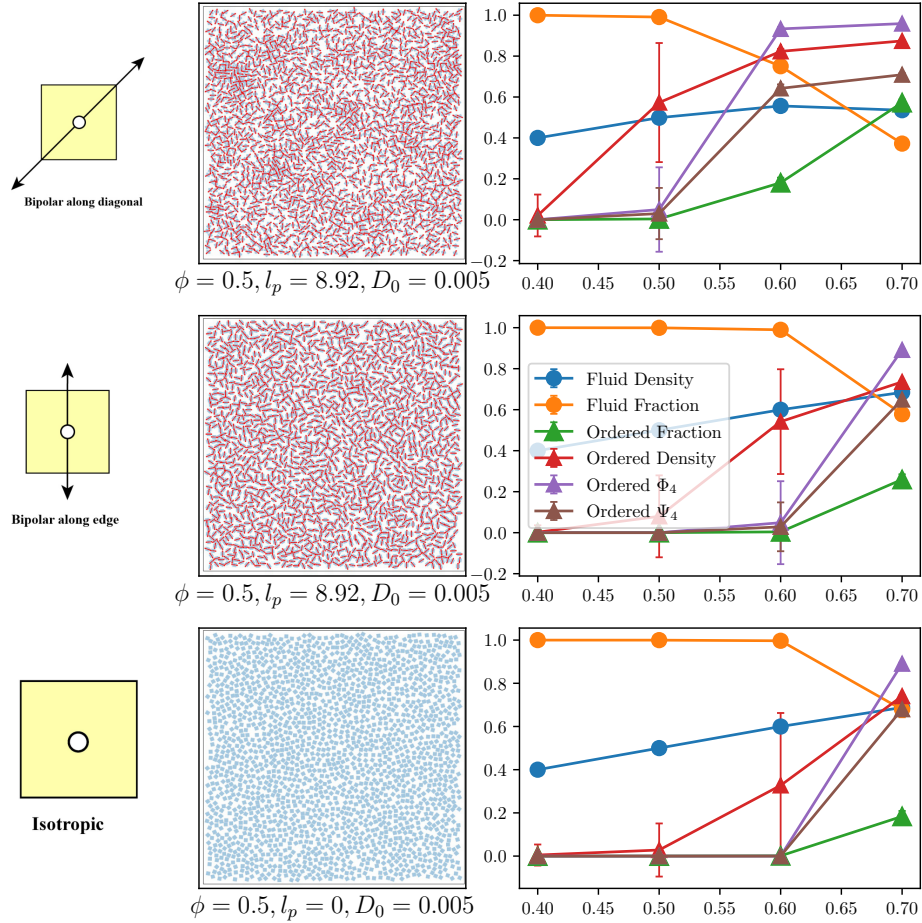 Bipolar along diagonal
ϕ = 0.5, l_p = 8.92, D_0 = 0.005
1.0
0.8
0.6
0.4
0.2
0.0
−0.2
0.40 0.45 0.50 0.55 0.60 0.65 0.70
Bipolar along edge
ϕ = 0.5, l_p = 8.92, D_0 = 0.005
1.0
0.8
0.6
0.4
0.2
0.0
−0.2
Fluid Density
Fluid Fraction
Ordered Fraction
Ordered Density
Ordered Φ_4
Ordered Ψ_4
0.40 0.45 0.50 0.55 0.60 0.65 0.70
Isotropic
ϕ = 0.5, l_p = 0, D_0 = 0.005
1.0
0.8
0.6
0.4
0.2
0.0
0.40 0.45 0.50 0.55 0.60 0.65 0.70